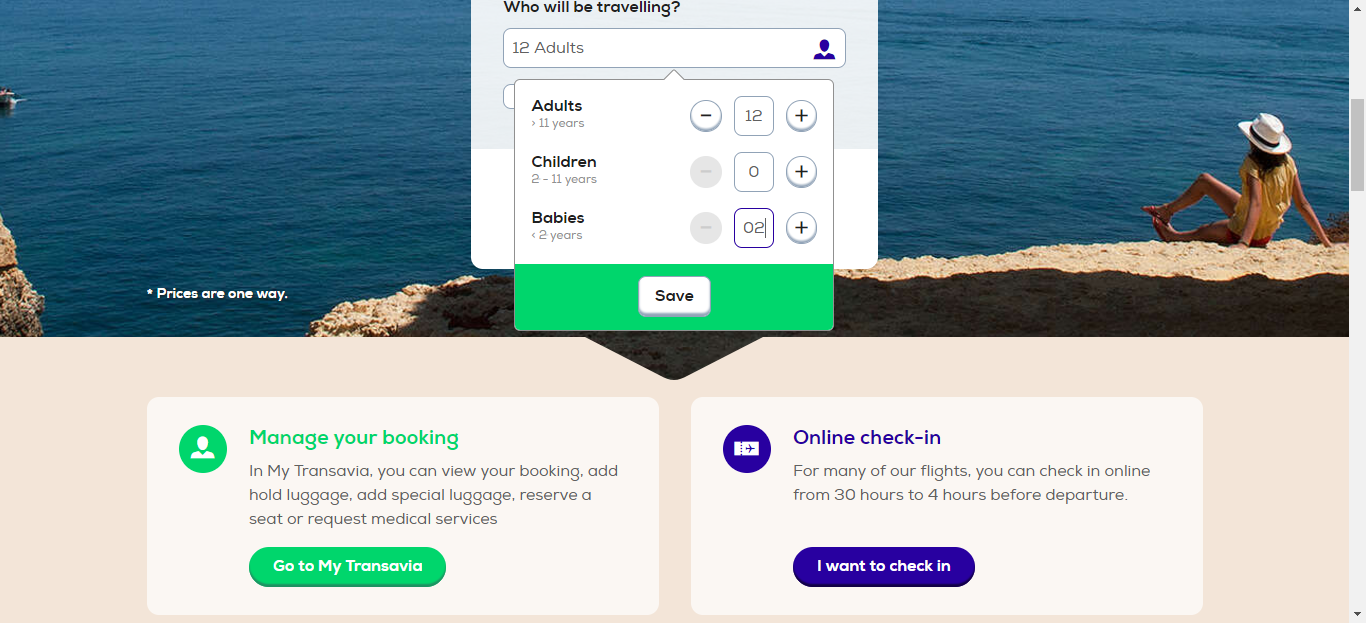 Who will be travelling?
12 Adults
Adults
> 11 years
12
Children
2 - 11 years
0
Babies
< 2 years
02
Save
* Prices are one way.
Manage your booking
In My Transavia, you can view your booking, add
hold luggage, add special luggage, reserve a
seat or request medical services
Go to My Transavia
Online check-in
For many of our flights, you can check in online
from 30 hours to 4 hours before departure.
I want to check in